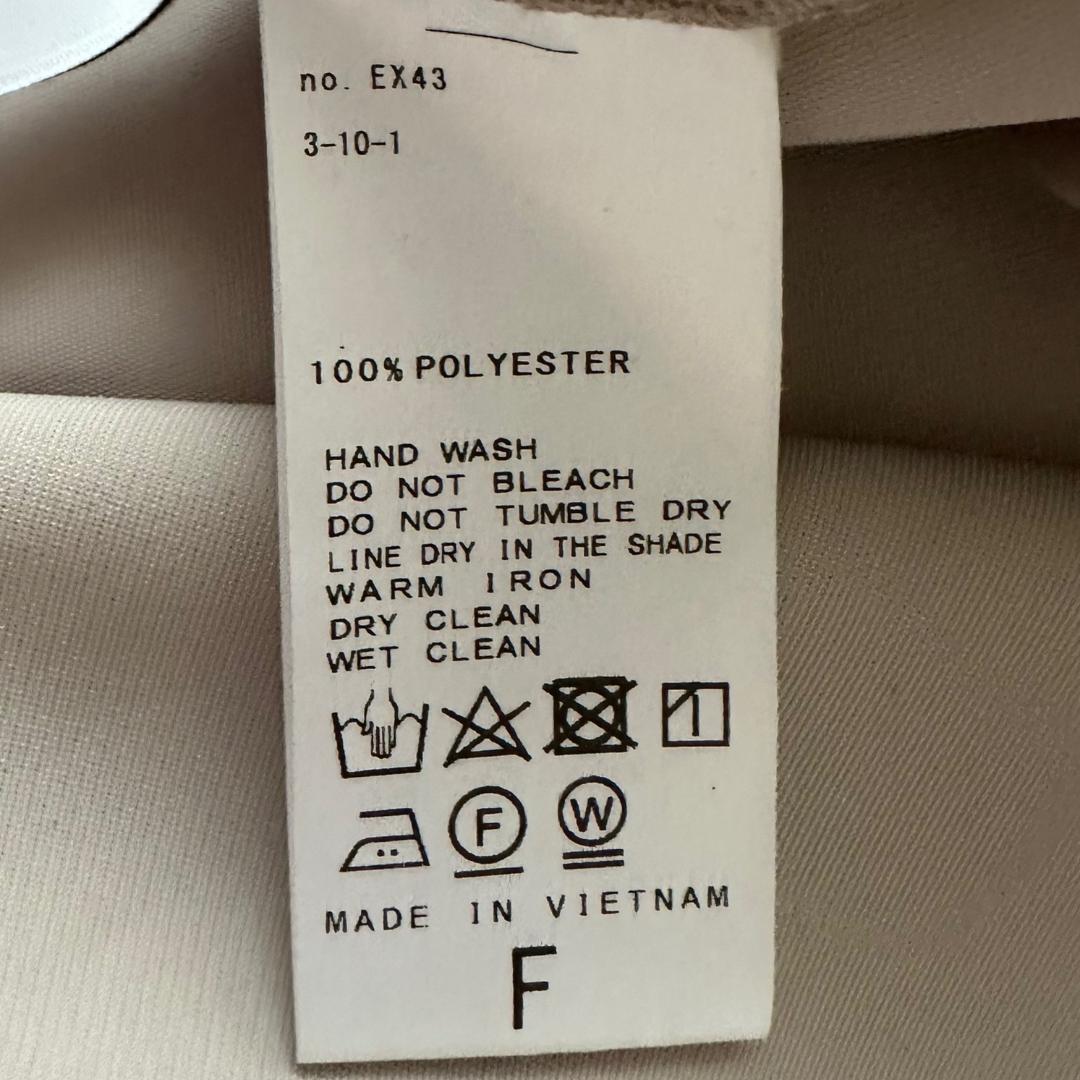 no. EX43
3-10-1
100% POLYESTER
HAND WASH
DO NOT BLEACH
DO NOT TUMBLE DRY
LINE DRY IN THE SHADE
WARM IRON
DRY CLEAN
WET CLEAN
F W
MADE IN VIETNAM
F